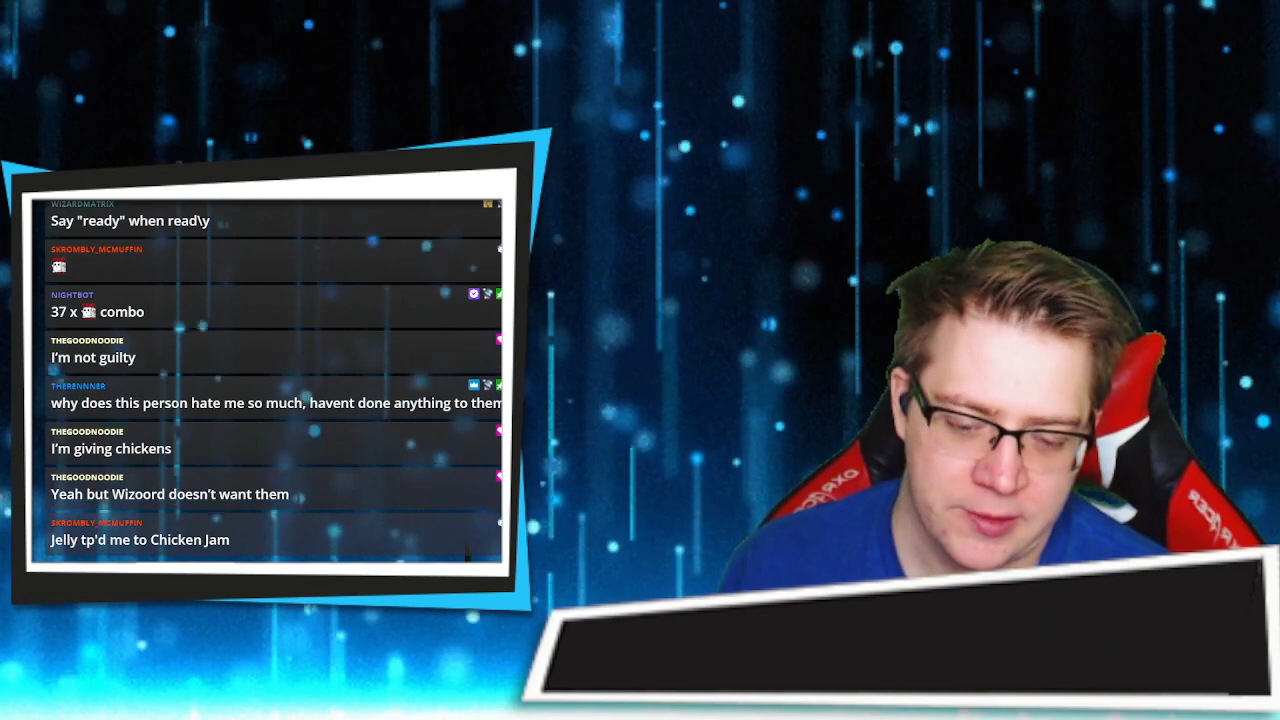 WIZARDMATRIX
Say "ready" when read\y
SKROMBLY_MCMUFFIN
NIGHTBOT
37 x combo
THEGOODNOODIE
I'm not guilty
THERENNNER
why does this person hate me so much, havent done anything to them
THEGOODNOODIE
I'm giving chickens
THEGOODNOODIE
Yeah but Wizoord doesn't want them
SKROMBLY_MCMUFFIN
Jelly tp'd me to Chicken Jam